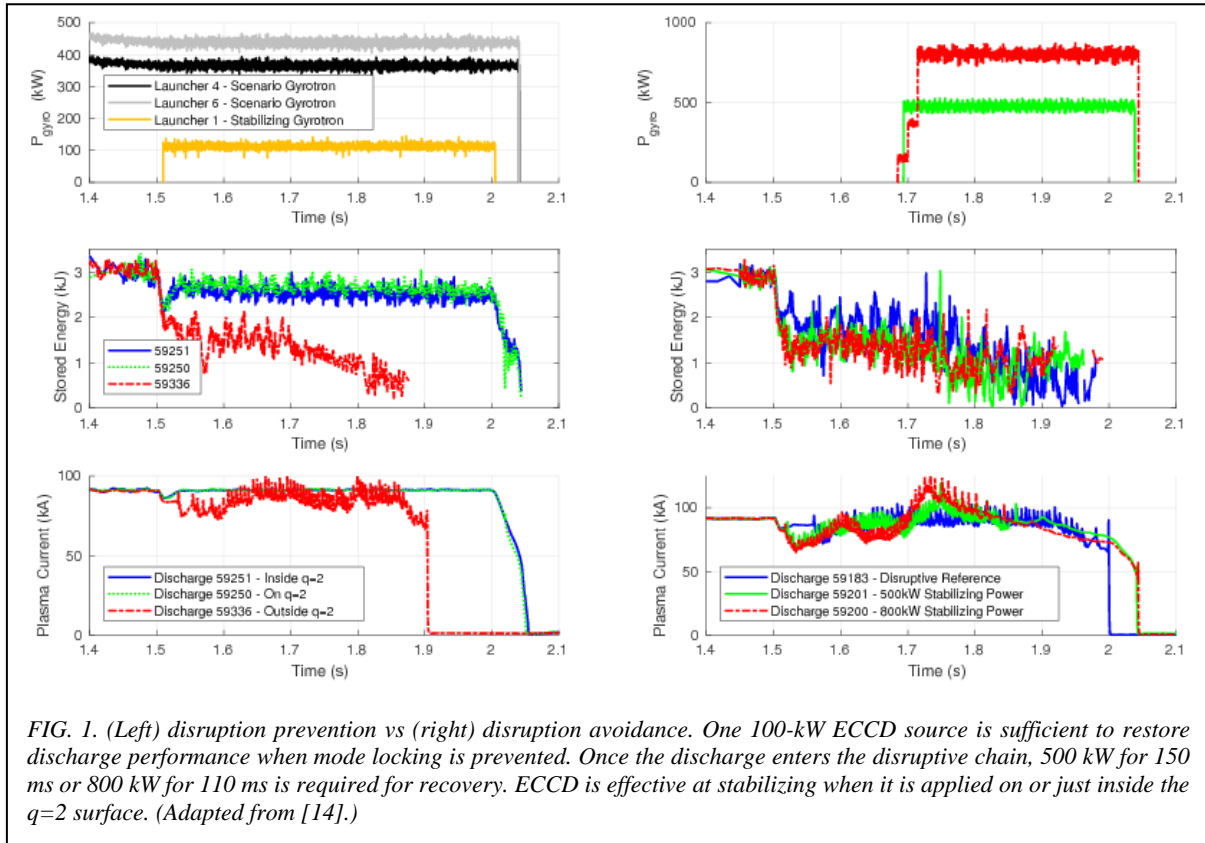 500
400
300
200
100
0
P_gyro (kW)
Launcher 4 - Scenario Gyrotron
Launcher 6 - Scenario Gyrotron
Launcher 1 - Stabilizing Gyrotron
1.4 1.5 1.6 1.7 1.8 1.9 2 2.1
Time (s)
1000
500
0
P_gyro (kW)
1.4 1.5 1.6 1.7 1.8 1.9 2 2.1
Time (s)
3
2
1
0
Stored Energy (kJ)
59251
59250
59336
1.4 1.5 1.6 1.7 1.8 1.9 2 2.1
Time (s)
3
2
1
0
Stored Energy (kJ)
1.4 1.5 1.6 1.7 1.8 1.9 2 2.1
Time (s)
100
50
0
Plasma Current (kA)
Discharge 59251 - Inside q=2
Discharge 59250 - On q=2
Discharge 59336 - Outside q=2
1.4 1.5 1.6 1.7 1.8 1.9 2 2.1
Time (s)
100
50
0
Plasma Current (kA)
Discharge 59183 - Disruptive Reference
Discharge 59201 - 500kW Stabilizing Power
Discharge 59200 - 800kW Stabilizing Power
1.4 1.5 1.6 1.7 1.8 1.9 2 2.1
Time (s)
FIG. 1. (Left) disruption prevention vs (right) disruption avoidance. One 100-kW ECCD source is sufficient to restore
discharge performance when mode locking is prevented. Once the discharge enters the disruptive chain, 500 kW for 150
ms or 800 kW for 110 ms is required for recovery. ECCD is effective at stabilizing when it is applied on or just inside the
q=2 surface. (Adapted from [14].)